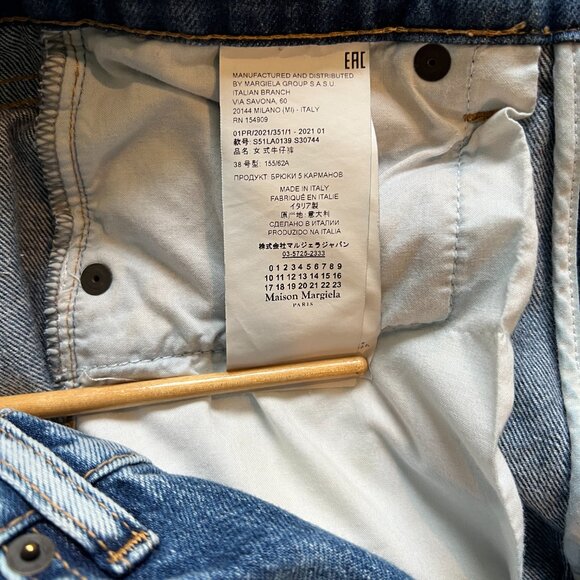 EAC
MANUFACTURED AND DISTRIBUTED
BY MARGIELA GROUP S A S U
ITALIAN BRANCH
VIA SAVONA, 60
20144 MILANO (MI) - ITALY
RN 154909
01PR/2021/351/1 - 2021 01
款号: S51LA0139 S30744
品名: 女式牛仔裤
38 号型: 155/62A
ПРОДУКТ: БРЮКИ 5 КАРМАНОВ
MADE IN ITALY
FABRIQUÉ EN ITALIE
イタリア製
原产地: 意大利
СДЕЛАНО В ИТАЛИИ
PRODUZIDO NA ITALIA
株式会社マルジェラジャパン
03-5725-2333
0 1 2 3 4 5 6 7 8 9
10 11 12 13 14 15 16
17 18 19 20 21 22 23
Maison Margiela
PARIS